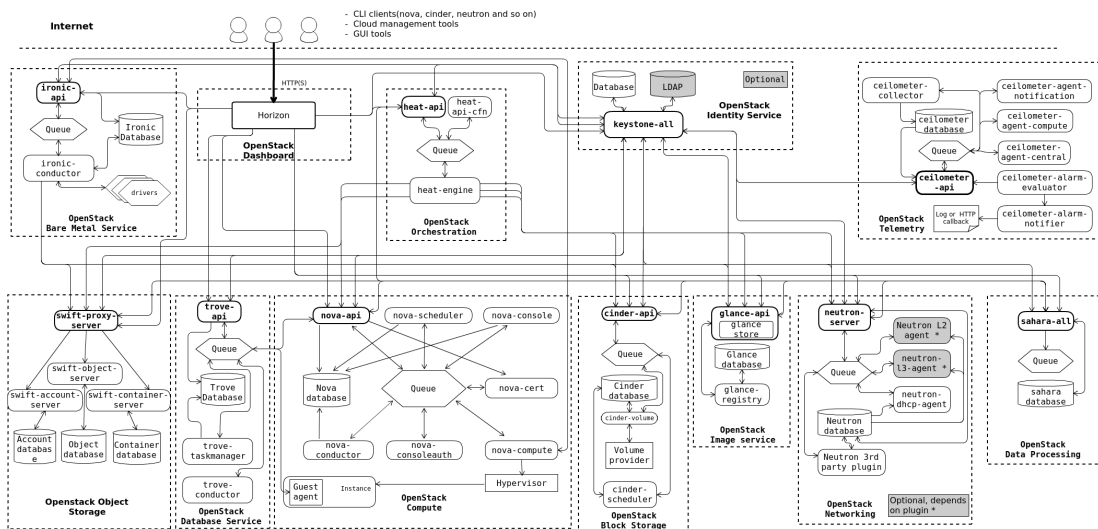 Internet
- CLI clients(nova, cinder, neutron and so on)
- Cloud management tools
- GUI tools
HTTP(S)
ironic-
api
Queue
Ironic
Database
ironic-
conductor
drivers
OpenStack
Bare Metal Service
Horizon
OpenStack
Dashboard
heat-api
heat-
api-cfn
Queue
heat-engine
OpenStack
Orchestration
Database
LDAP
Optional
OpenStack
Identity Service
keystone-all
ceilometer-
collector
ceilometer-agent-
notification
ceilometer
database
ceilometer-
agent-compute
Queue
ceilometer-
agent-central
ceilometer
-api
ceilometer-alarm-
evaluator
OpenStack
Telemetry
Log or HTTP
callback
ceilometer-alarm-
notifier
swift-proxy-
server
swift-object-
server
swift-account-
server
swift-container-
server
Account
databas
e
Object
database
Container
database
Openstack Object
Storage
trove-
api
Queue
Trove
Database
trove-
taskmanager
trove-
conductor
OpenStack
Database Service
nova-api
nova-scheduler
nova-console
Nova
database
Queue
nova-cert
nova-
conductor
nova-
consoleauth
nova-compute
Guest
agent
Instance
Hypervisor
OpenStack
Compute
cinder-api
Queue
Cinder
database
cinder-volume
Volume
provider
cinder-
scheduler
OpenStack
Block Storage
glance-api
glance
store
Glance
database
glance-
registry
OpenStack
Image service
neutron-
server
Neutron L2
agent *
Queue
neutron-
l3-agent *
neutron-
dhcp-agent
Neutron
database
Neutron 3rd
party plugin
OpenStack
Networking
Optional, depends
on plugin *
sahara-all
Queue
sahara
database
OpenStack
Data Processing